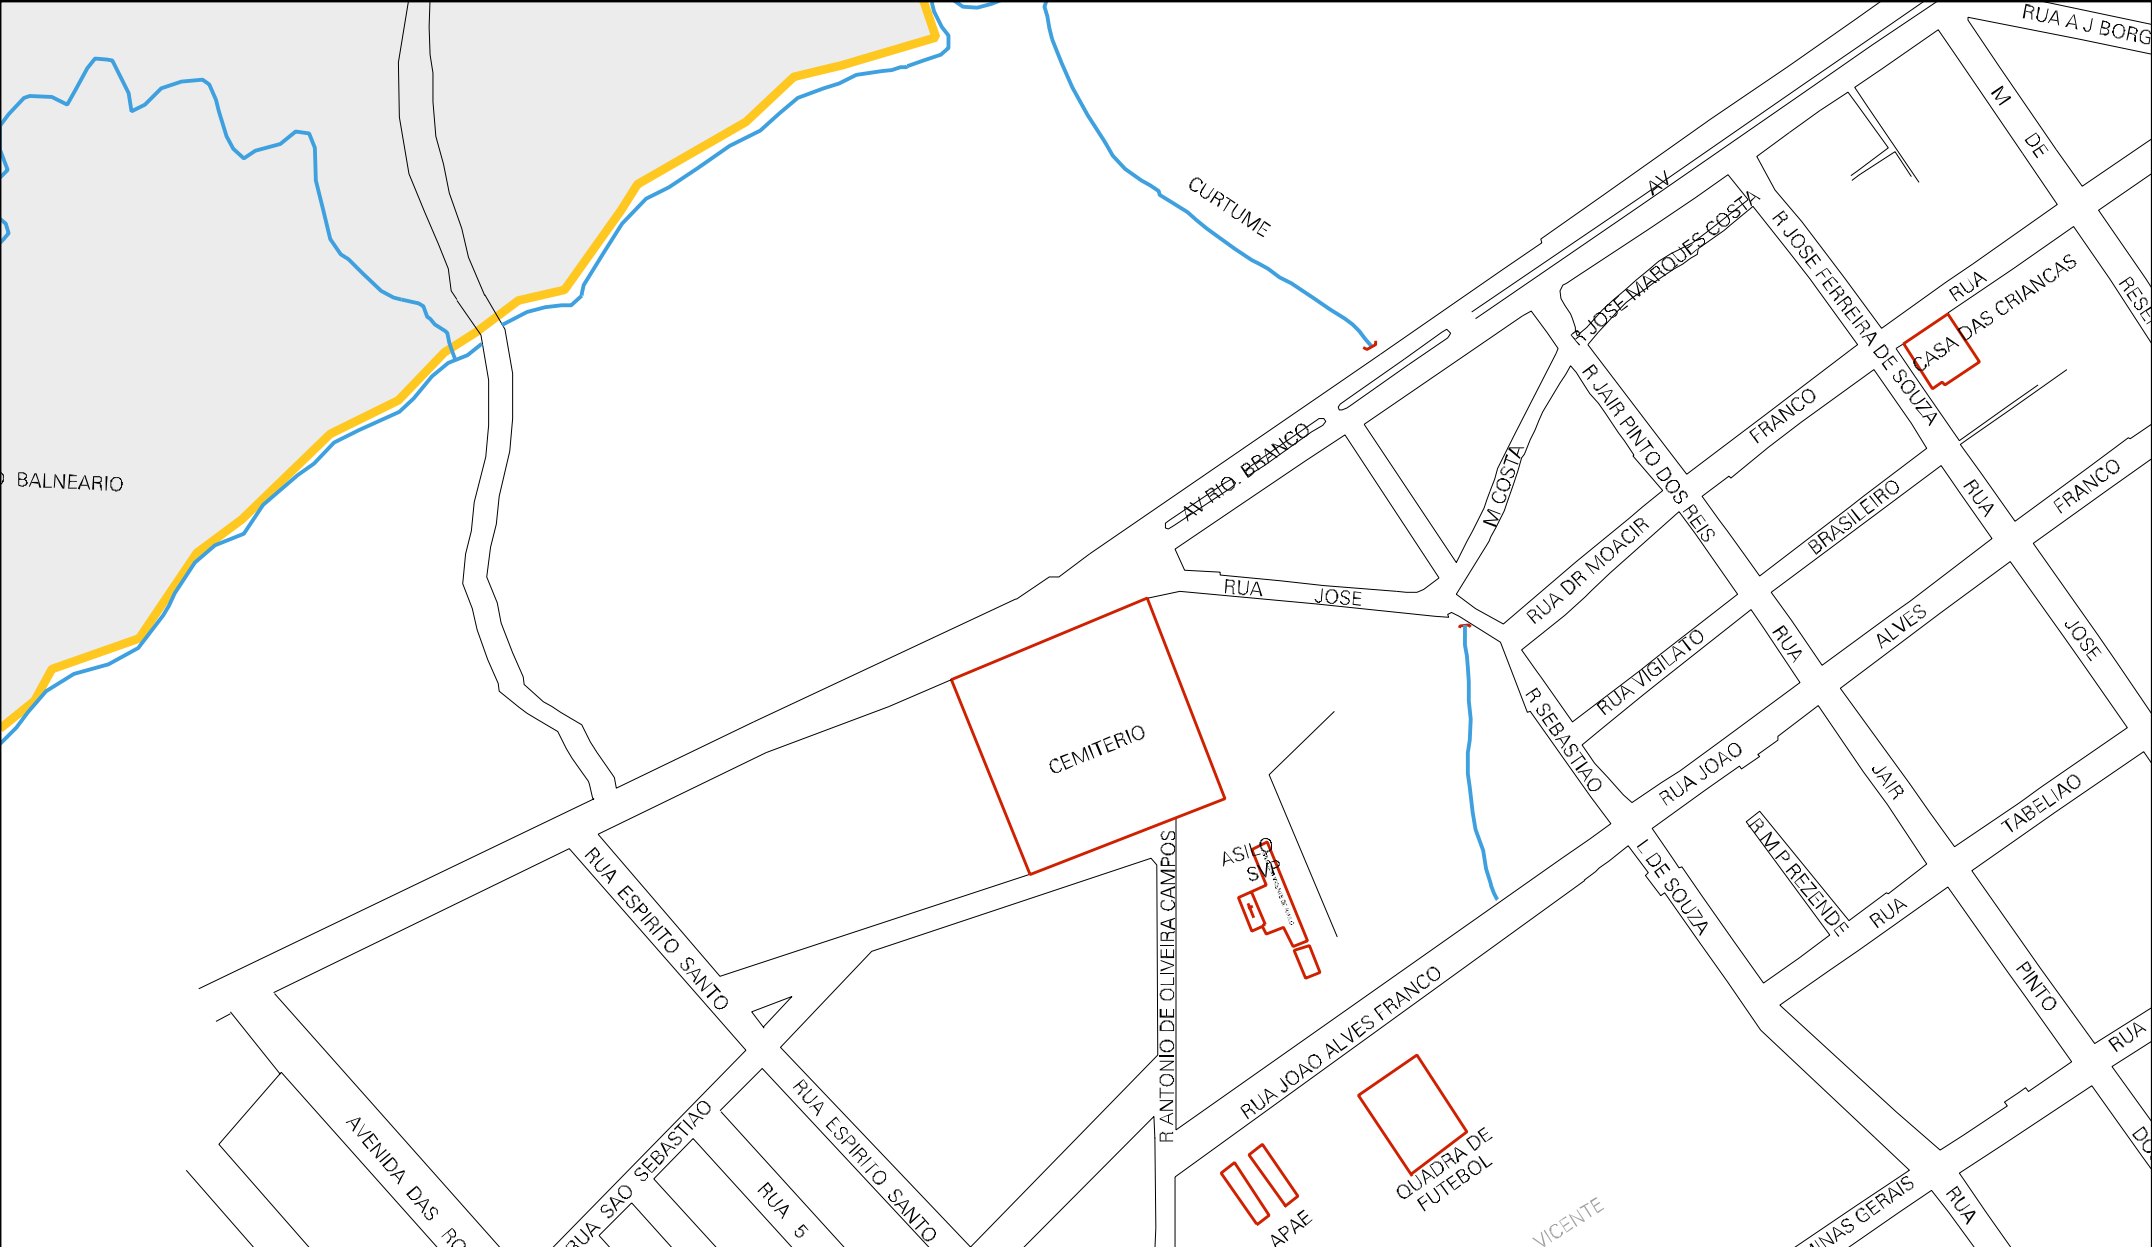 RUA A J BORG
M
DE
AV
CURTUME
R JOSE MARQUES COSTA
R JOSE FERREIRA DE SOUZA
RUA
CASA DAS CRIANCAS
RESE
R JAIR PINTO DOS REIS
FRANCO
AV RIO. BRANCO
M COSTA
BRASILEIRO
RUA
FRANCO
BALNEARIO
RUA DR MOACIR
RUA
JOSE
ALVES
JOSE
RUA
RUA VIGILATO
R SEBASTIAO
CEMITERIO
RUA JOAO
JAIR
TABELIAO
R M P REZENDE
ASILO
SVP
L DE SOUZA
RUA
RUA ESPIRITO SANTO
R ANTONIO DE OLIVEIRA CAMPOS
PINTO
RUA
RUA JOAO ALVES FRANCO
AVENIDA DAS RO
RUA SAO SEBASTIAO
RUA ESPIRITO SANTO
RUA 5
QUADRA DE
FUTEBOL
APAE
VICENTE
MINAS GERAIS
RUA